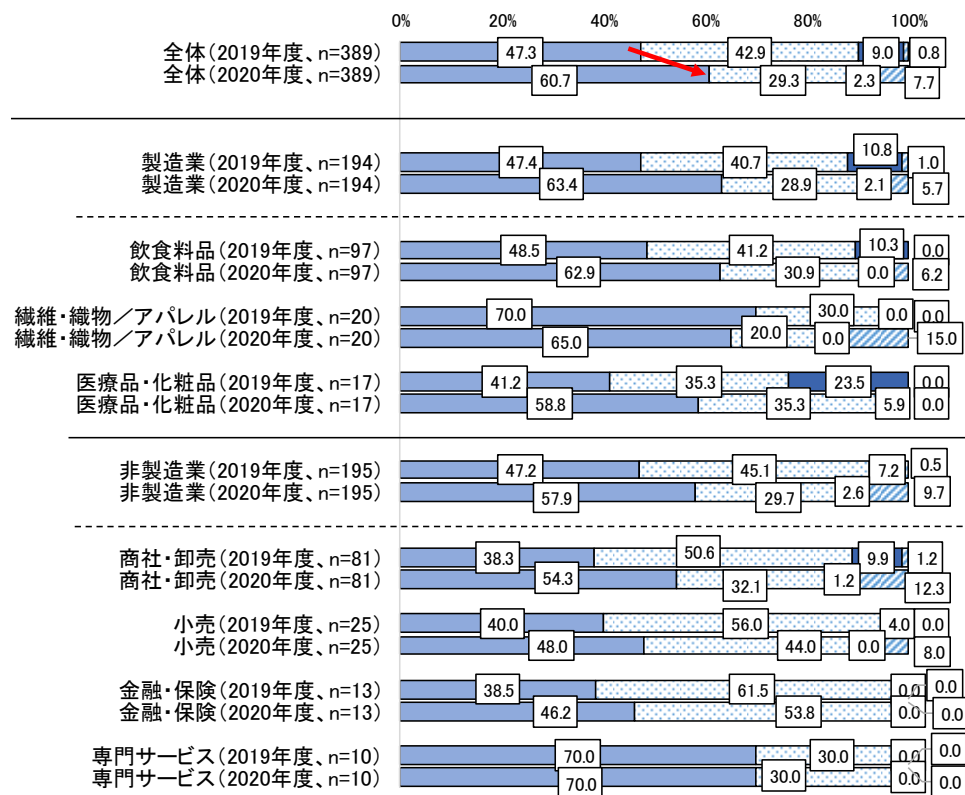 0% 20% 40% 60% 80% 100%
全体(2019年度、n=389) 47.3 42.9 9.0 0.8
全体(2020年度、n=389) 60.7 29.3 2.3 7.7
製造業(2019年度、n=194) 47.4 40.7 10.8 1.0
製造業(2020年度、n=194) 63.4 28.9 2.1 5.7
飲食料品(2019年度、n=97) 48.5 41.2 10.3 0.0
飲食料品(2020年度、n=97) 62.9 30.9 0.0 6.2
繊維・織物/アパレル(2019年度、n=20) 70.0 30.0 0.0 0.0
繊維・織物/アパレル(2020年度、n=20) 65.0 20.0 0.0 15.0
医療品・化粧品(2019年度、n=17) 41.2 35.3 23.5 0.0
医療品・化粧品(2020年度、n=17) 58.8 35.3 5.9 0.0
非製造業(2019年度、n=195) 47.2 45.1 7.2 0.5
非製造業(2020年度、n=195) 57.9 29.7 2.6 9.7
商社・卸売(2019年度、n=81) 38.3 50.6 9.9 1.2
商社・卸売(2020年度、n=81) 54.3 32.1 1.2 12.3
小売(2019年度、n=25) 40.0 56.0 4.0 0.0
小売(2020年度、n=25) 48.0 44.0 0.0 8.0
金融・保険(2019年度、n=13) 38.5 61.5 0.0 0.0
金融・保険(2020年度、n=13) 46.2 53.8 0.0 0.0
専門サービス(2019年度、n=10) 70.0 30.0 0.0 0.0
専門サービス(2020年度、n=10) 70.0 30.0 0.0 0.0